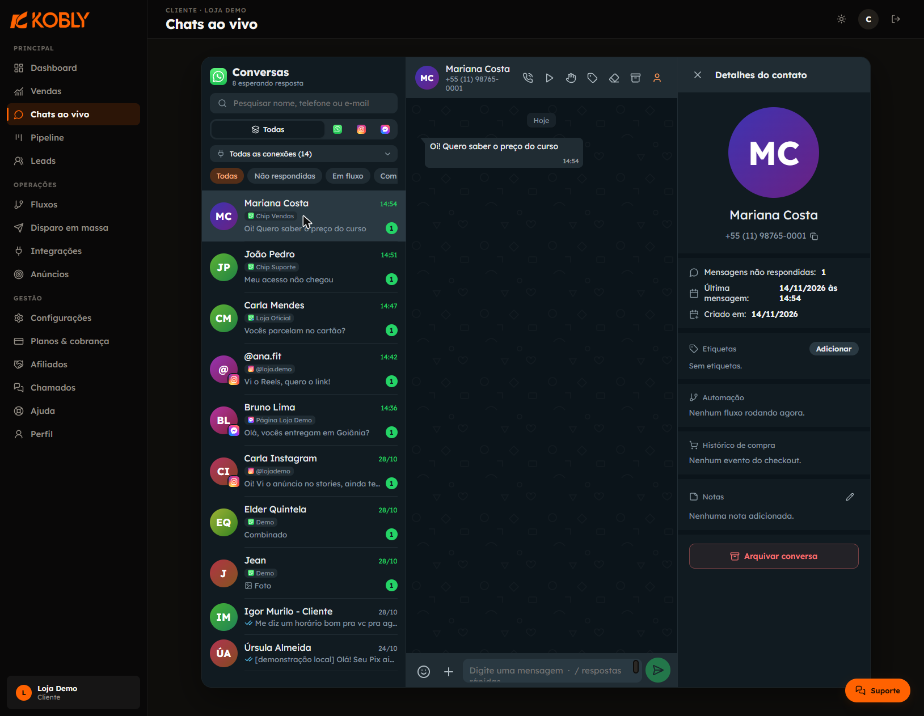 KOBLY
CLIENTE · LOJA DEMO
Chats ao vivo
C
PRINCIPAL
Dashboard
Vendas
Chats ao vivo
Pipeline
Leads
OPERAÇÕES
Fluxos
Disparo em massa
Integrações
Anúncios
GESTÃO
Configurações
Planos & cobrança
Afiliados
Chamados
Ajuda
Perfil
L
Loja Demo
Cliente
Conversas
8 esperando resposta
Pesquisar nome, telefone ou e-mail
Todas
Todas as conexões (14)
Todas
Não respondidas
Em fluxo
Com
MC
Mariana Costa
14:54
Chip Vendas
Oi! Quero saber o preço do curso
1
JP
João Pedro
14:51
Chip Suporte
Meu acesso não chegou
1
CM
Carla Mendes
14:47
Loja Oficial
Vocês parcelam no cartão?
1
@
@ana.fit
14:42
@loja.demo
Vi o Reels, quero o link!
1
BL
Bruno Lima
14:36
Página Loja Demo
Olá, vocês entregam em Goiânia?
1
CI
Carla Instagram
28/10
@lojademo
Oi! Vi o anúncio no stories, ainda te...
1
EQ
Elder Quintela
28/10
Demo
Combinado
1
J
Jean
28/10
Demo
Foto
1
IM
Igor Murilo - Cliente
28/10
Me diz um horário bom pra vc pra ag...
ÚA
Úrsula Almeida
24/10
[demonstração local] Olá! Seu Pix ai...
MC
Mariana Costa
+55 (11) 98765-
0001
Hoje
Oi! Quero saber o preço do curso
14:54
Digite uma mensagem · / respostas
Detalhes do contato
MC
Mariana Costa
+55 (11) 98765-0001
Mensagens não respondidas: 1
Última mensagem: 14/11/2026 às 14:54
Criado em: 14/11/2026
Etiquetas
Adicionar
Sem etiquetas.
Automação
Nenhum fluxo rodando agora.
Histórico de compra
Nenhum evento do checkout.
Notas
Nenhuma nota adicionada.
Arquivar conversa
Suporte